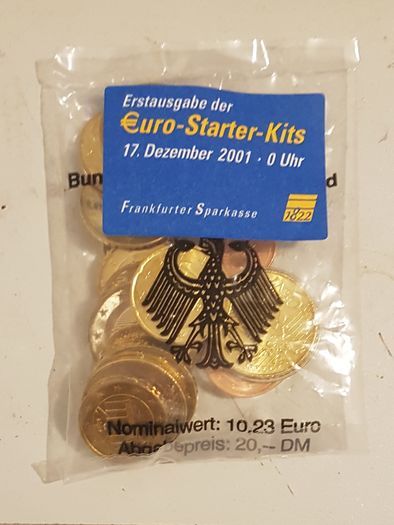 Erstausgabe der
€uro-Starter-Kits
17. Dezember 2001 · 0 Uhr
Frankfurter Sparkasse
1822
Nominalwert: 10.23 Euro
Abgabepreis: 20,-- DM